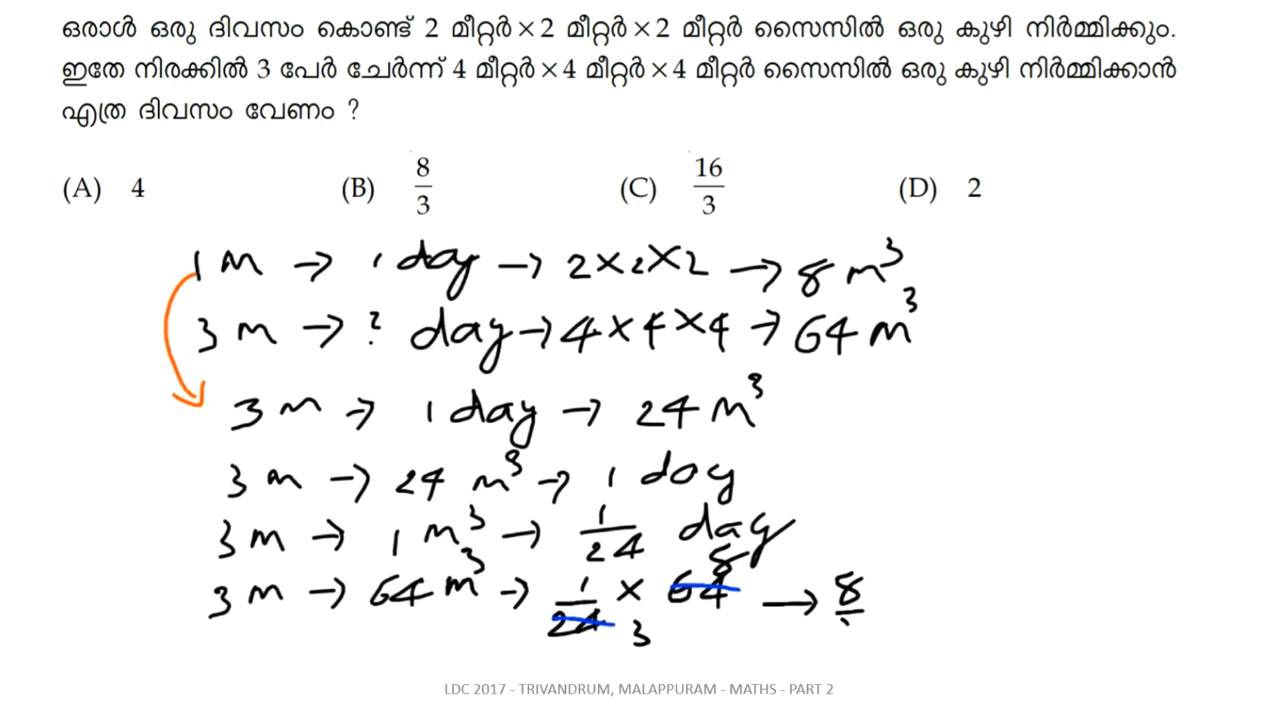 ഒരാൾ ഒരു ദിവസം കൊണ്ട് 2 മീറ്റർ × 2 മീറ്റർ × 2 മീറ്റർ സൈസിൽ ഒരു കുഴി നിർമ്മിക്കും.
ഇതേ നിരക്കിൽ 3 പേർ ചേർന്ന് 4 മീറ്റർ × 4 മീറ്റർ × 4 മീറ്റർ സൈസിൽ ഒരു കുഴി നിർമ്മിക്കാൻ
എത്ര ദിവസം വേണം ?
(A) 4 (B) 8/3 (C) 16/3 (D) 2
1 m → 1 day → 2×2×2 → 8 m³
3 m → ? day → 4×4×4 → 64 m³
3 m → 1 day → 24 m³
3 m → 24 m³ → 1 day
3 m → 1 m³ → 1/24 day
3 m → 64 m³ → 1/24 3 × 64 8 → 8/
LDC 2017 - TRIVANDRUM, MALAPPURAM - MATHS - PART 2